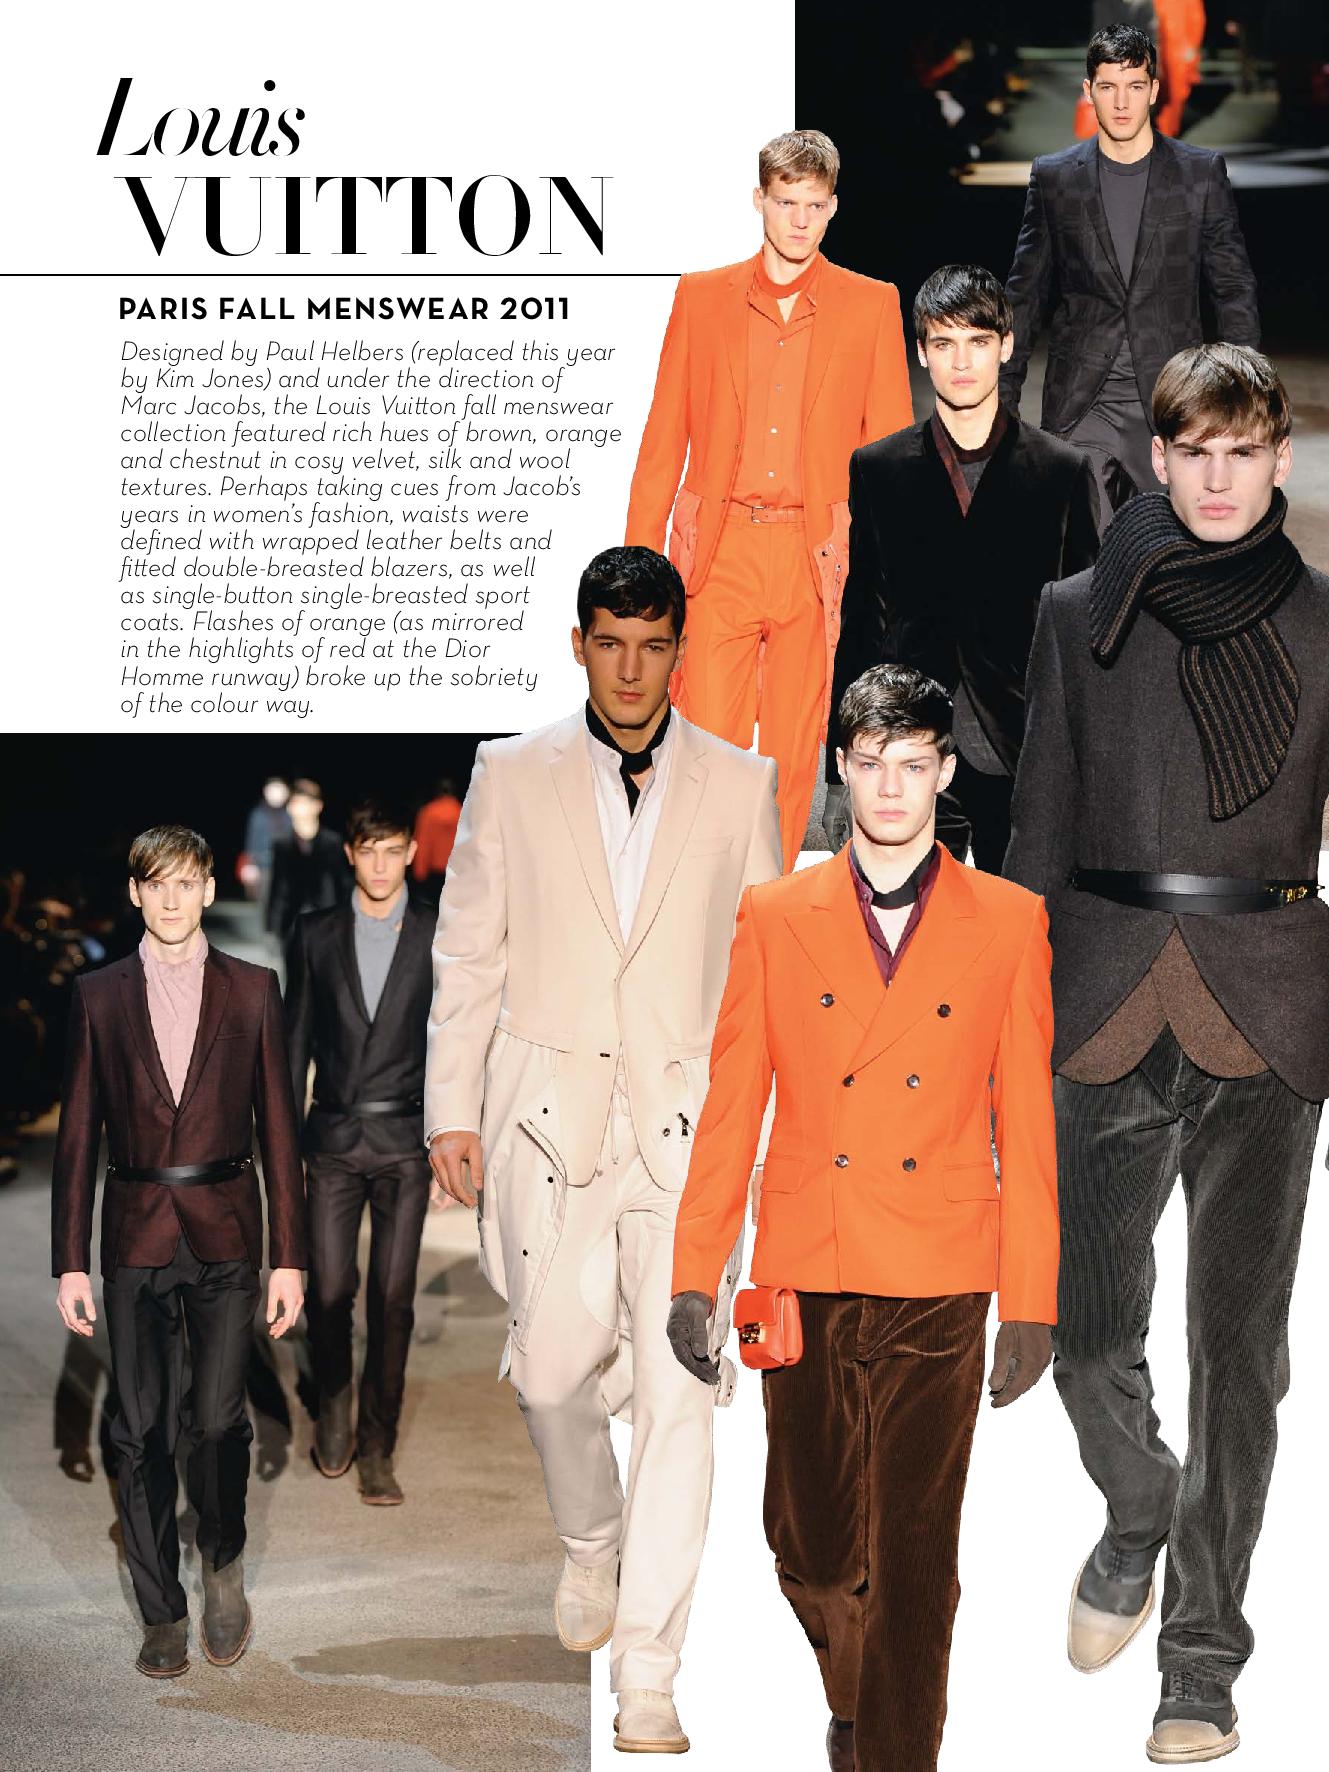 Louis
VUITTON
PARIS FALL MENSWEAR 2011
Designed by Paul Helbers (replaced this year
by Kim Jones) and under the direction of
Marc Jacobs, the Louis Vuitton fall menswear
collection featured rich hues of brown, orange
and chestnut in cosy velvet, silk and wool
textures. Perhaps taking cues from Jacob's
years in women's fashion, waists were
defined with wrapped leather belts and
fitted double-breasted blazers, as well
as single-button single-breasted sport
coats. Flashes of orange (as mirrored
in the highlights of red at the Dior
Homme runway) broke up the sobriety
of the colour way.